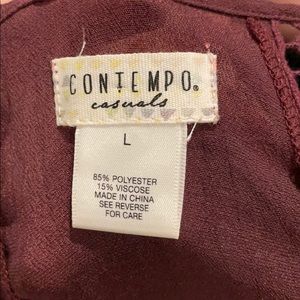 CONTEMPO®
casuals
L
85% POLYESTER
15% VISCOSE
MADE IN CHINA
SEE REVERSE
FOR CARE